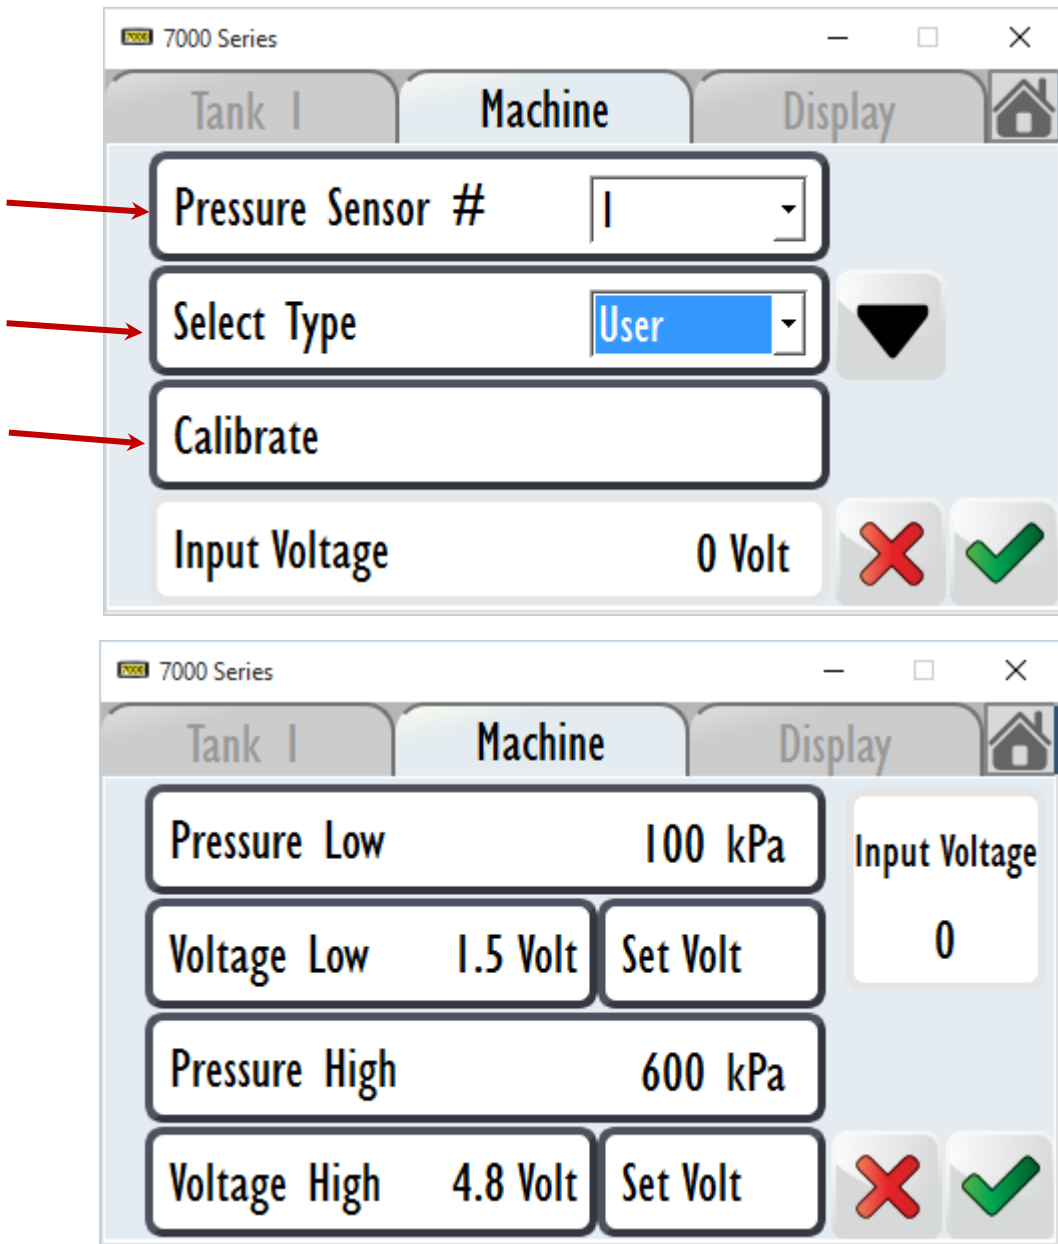 7000 7000 Series
Tank 1 Machine Display
Pressure Sensor # 1
Select Type User
Calibrate
Input Voltage 0 Volt
7000 7000 Series
Tank 1 Machine Display
Pressure Low 100 kPa
Input Voltage
0
Voltage Low 1.5 Volt Set Volt
Pressure High 600 kPa
Voltage High 4.8 Volt Set Volt